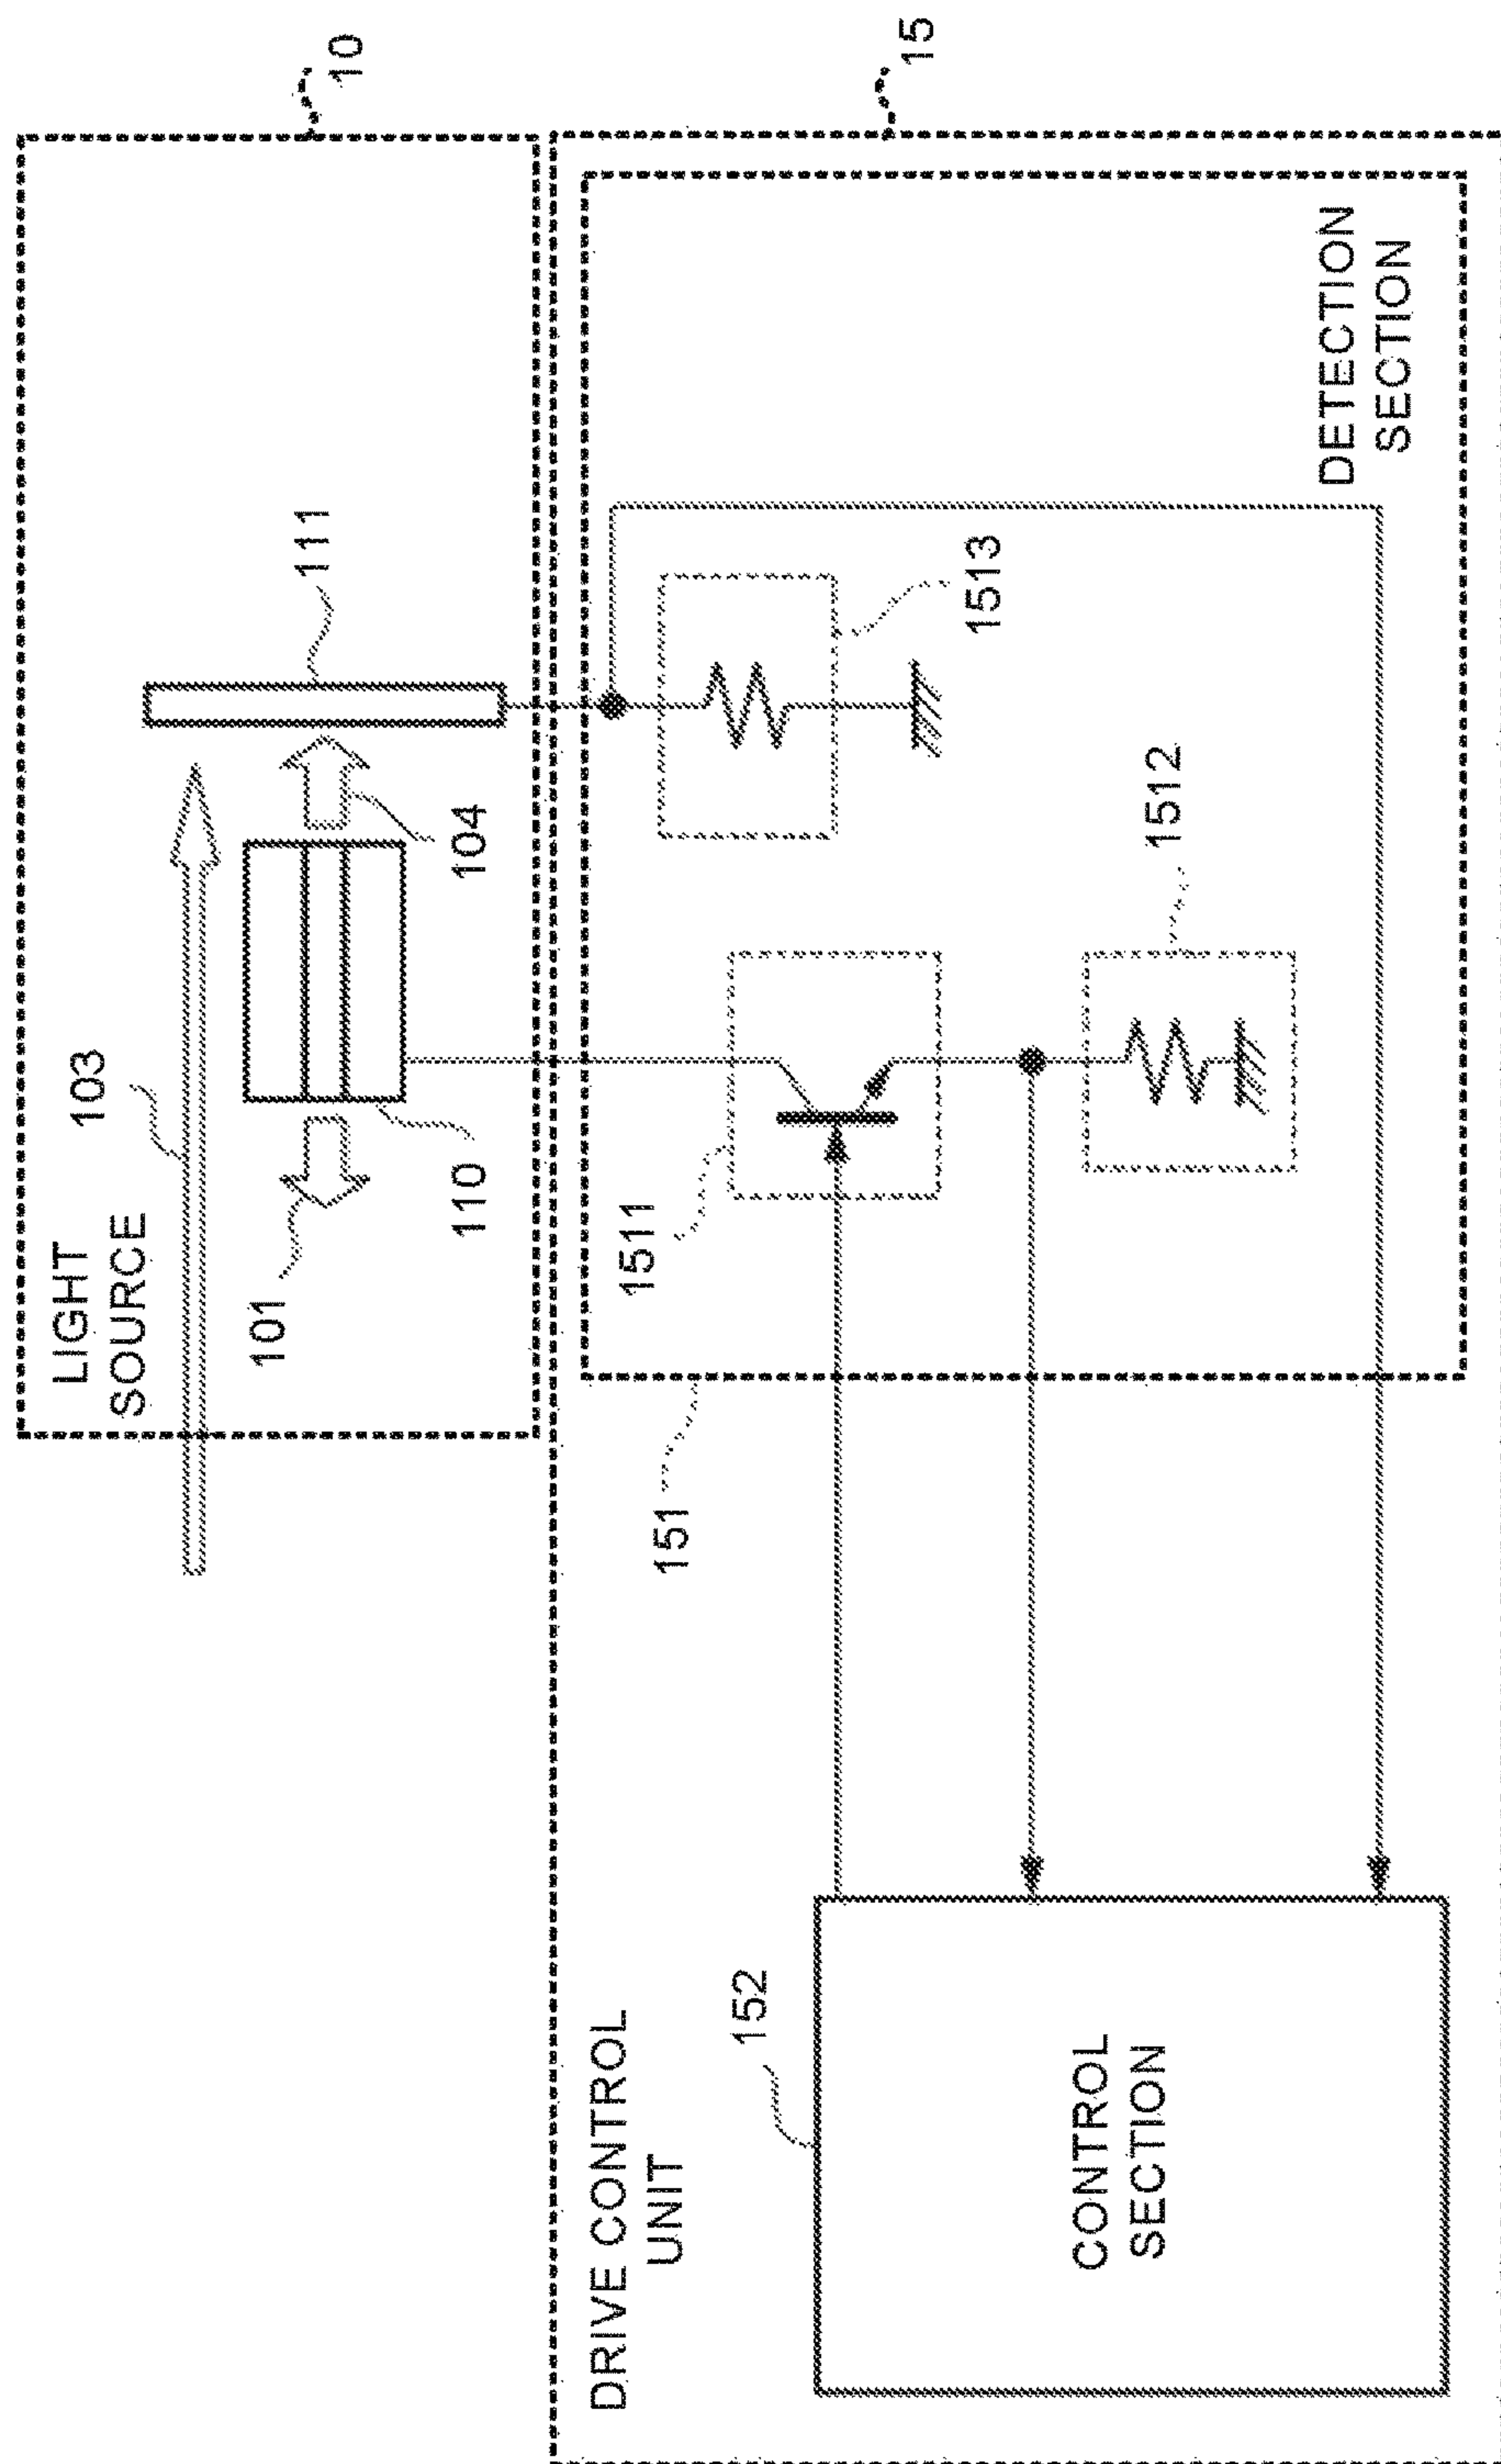 10
LIGHT
SOURCE
103
101
110
104
111
15
DRIVE CONTROL
UNIT
152
CONTROL
SECTION
151
1511
1512
1513
DETECTION
SECTION